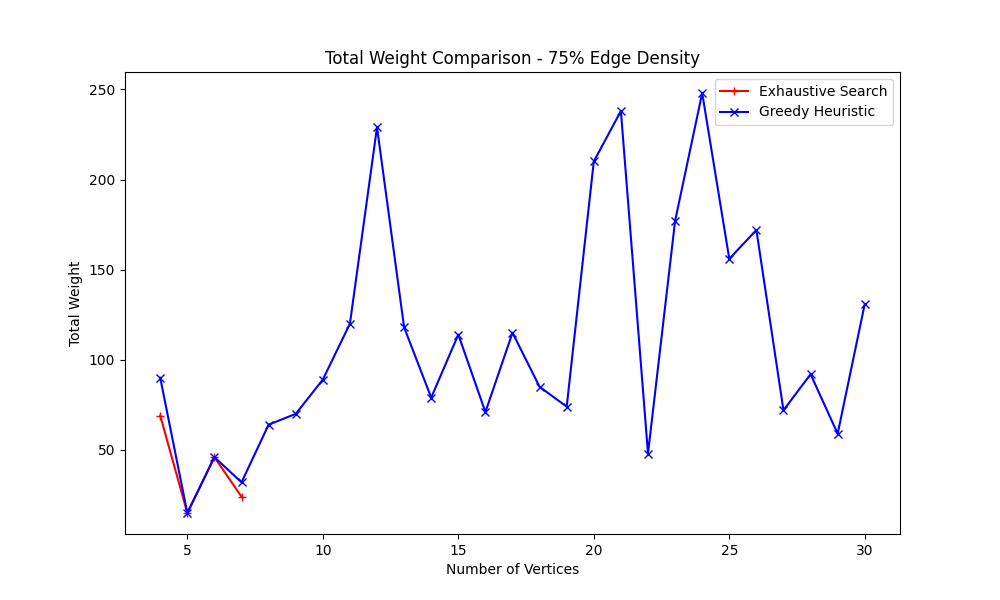 Total Weight Comparison - 75% Edge Density
Exhaustive Search
Greedy Heuristic
250
200
150
100
50
Total Weight
5 10 15 20 25 30
Number of Vertices